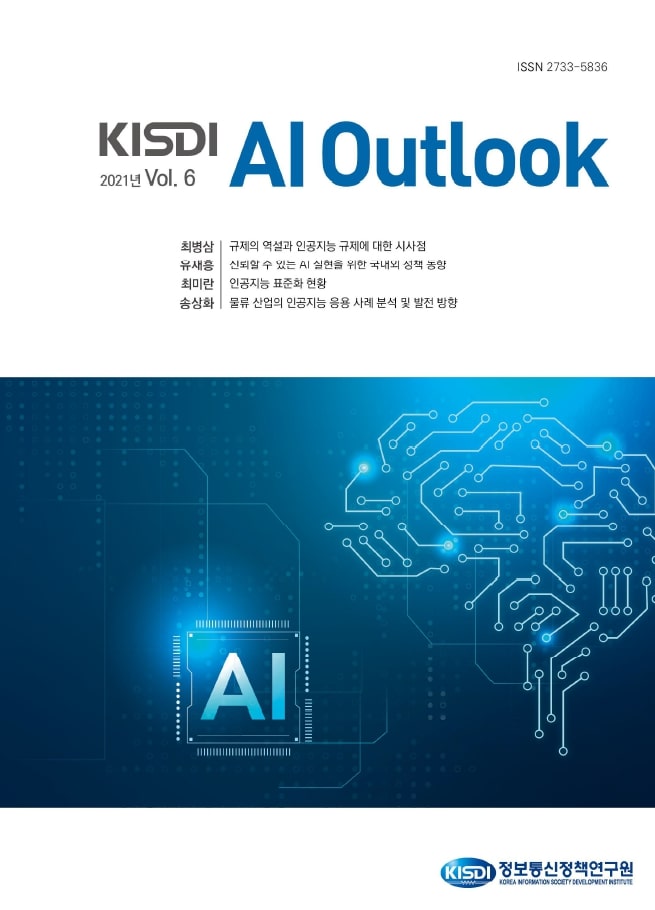 ISSN 2733-5836
KISDI AI Outlook
2021년 Vol. 6
최병삼 규제의 역설과 인공지능 규제에 대한 시사점
유재흥 신뢰할 수 있는 AI 실현을 위한 국내외 정책 동향
최미란 인공지능 표준화 현황
송상화 물류 산업의 인공지능 응용 사례 분석 및 발전 방향
AI
KISDI 정보통신정책연구원
KOREA INFORMATION SOCIETY DEVELOPMENT INSTITUTE